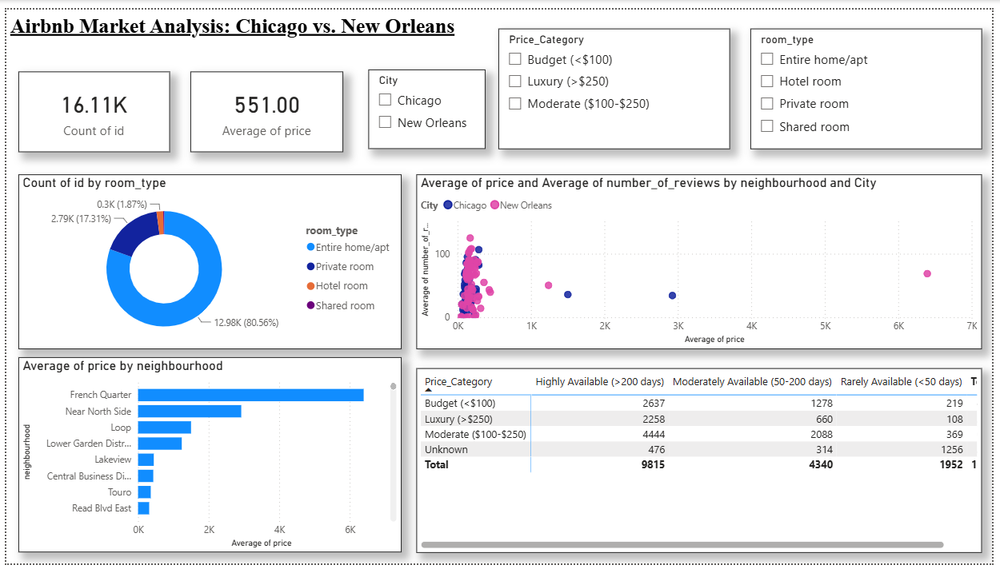 Airbnb Market Analysis: Chicago vs. New Orleans
16.11K
Count of id
551.00
Average of price
City
Chicago
New Orleans
Price_Category
Budget (<$100)
Luxury (>$250)
Moderate ($100-$250)
room_type
Entire home/apt
Hotel room
Private room
Shared room
Count of id by room_type
0.3K (1.87%)
2.79K (17.31%)
12.98K (80.56%)
room_type
Entire home/apt
Private room
Hotel room
Shared room
Average of price and Average of number_of_reviews by neighbourhood and City
City Chicago New Orleans
Average of number_of_r...
100
0
0K 1K 2K 3K 4K 5K 6K 7K
Average of price
Average of price by neighbourhood
neighbourhood
French Quarter
Near North Side
Loop
Lower Garden Distr...
Lakeview
Central Business Di...
Touro
Read Blvd East
0K 2K 4K 6K
Average of price
Price_Category Highly Available (>200 days) Moderately Available (50-200 days) Rarely Available (<50 days)
Budget (<$100) 2637 1278 219
Luxury (>$250) 2258 660 108
Moderate ($100-$250) 4444 2088 369
Unknown 476 314 1256
Total 9815 4340 1952 1